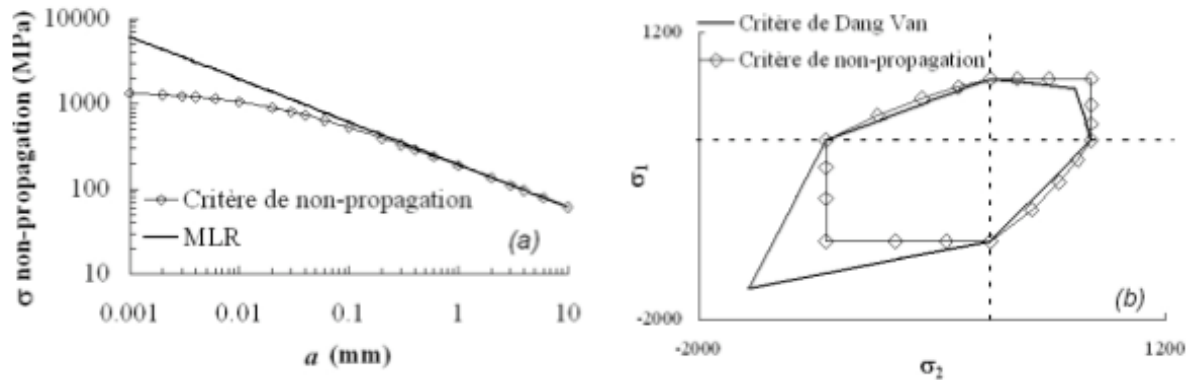 σ non-propagation (MPa)
10000
1000
100
10
Critère de non-propagation
MLR
(a)
0.001 0.01 0.1 1 10
a (mm)
Critère de Dang Van
Critère de non-propagation
1200
σ1
-2000
(b)
-2000 1200
σ2